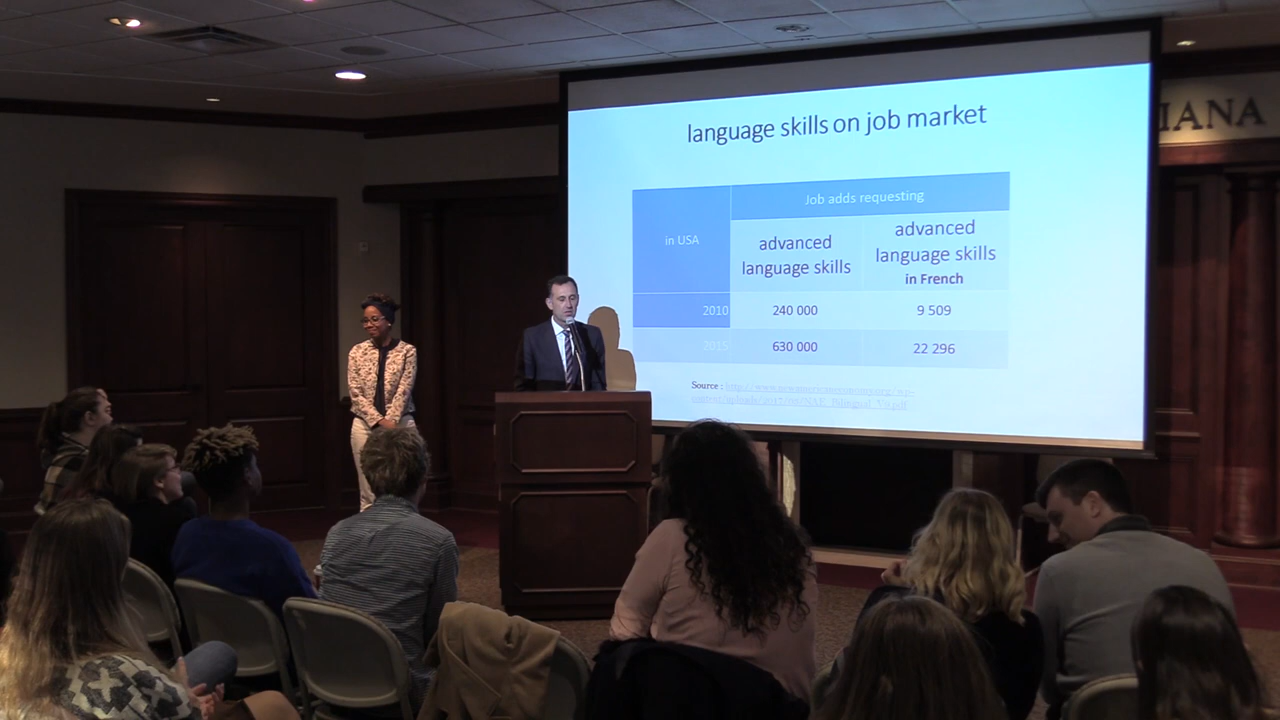 language skills on job market
Job adds requesting
in USA
advanced
language skills
advanced
language skills
in French
2010
240 000
9 509
2015
630 000
22 296
Source :
IANA